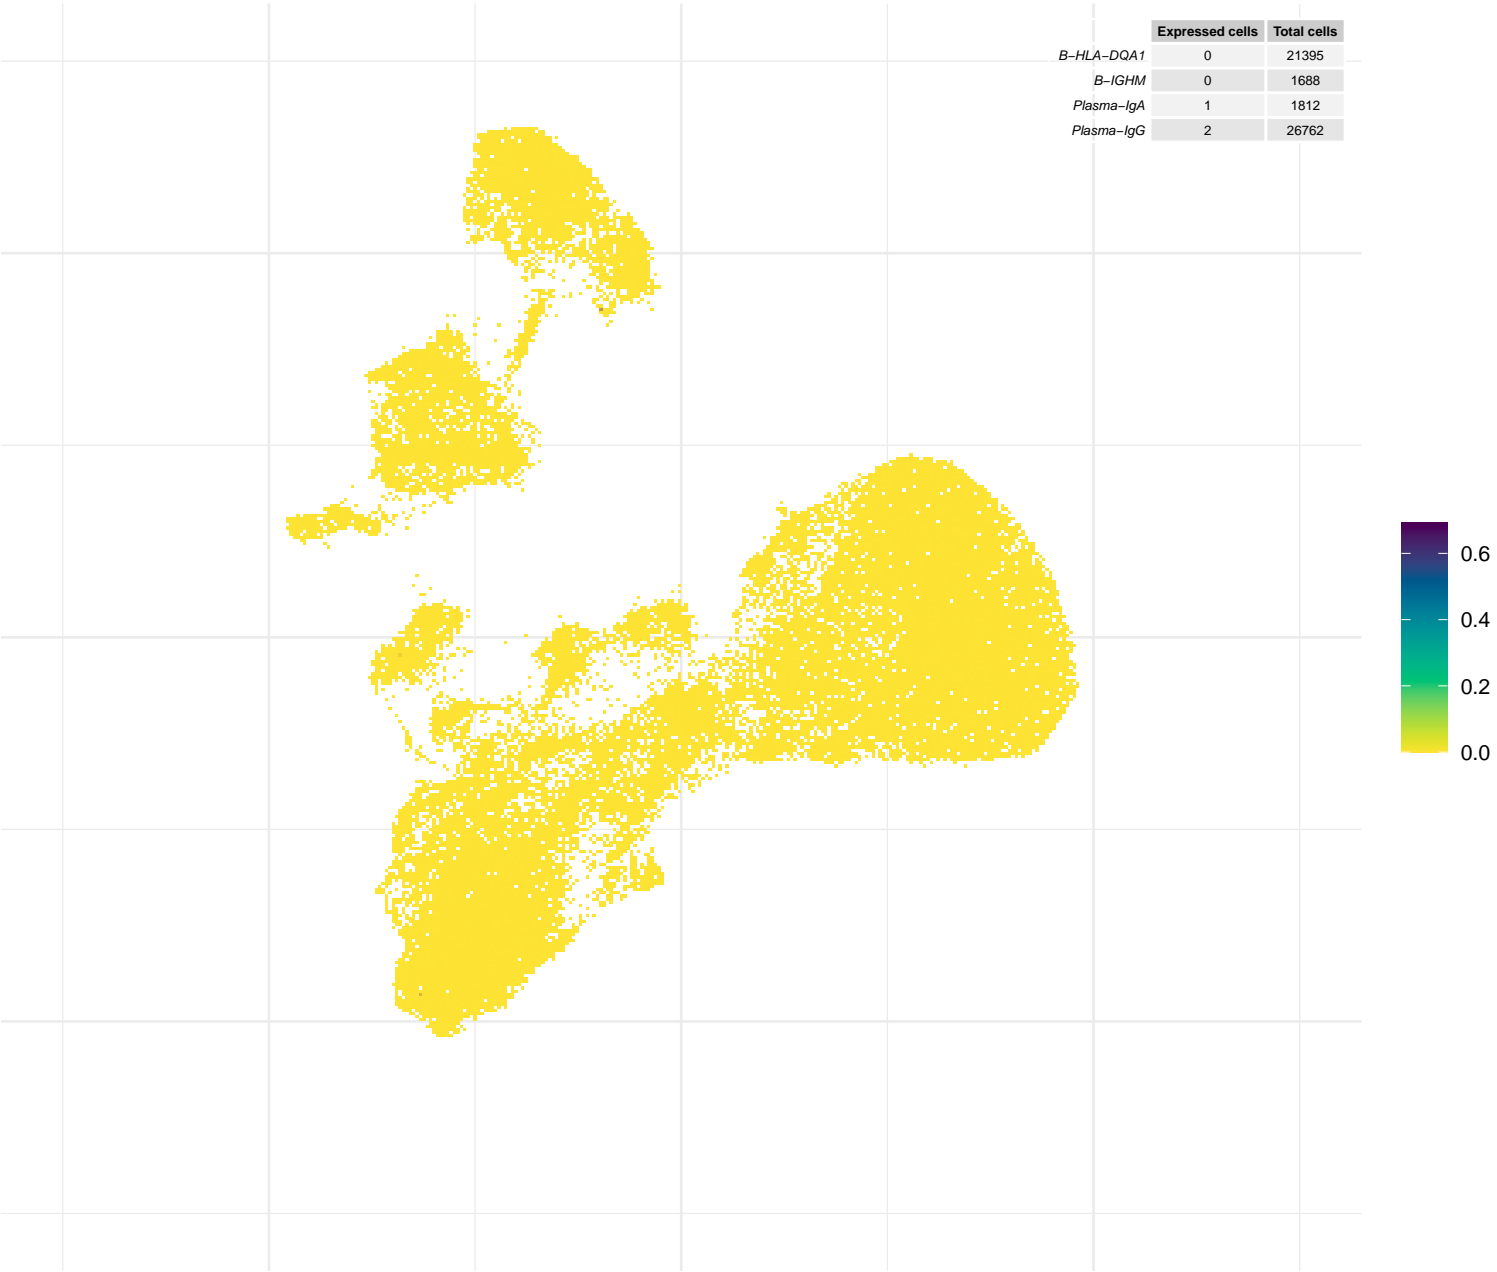 Expressed cells Total cells
B−HLA−DQA1 0 21395
B−IGHM 0 1688
Plasma−IgA 1 1812
Plasma−IgG 2 26762
0.6
0.4
0.2
0.0